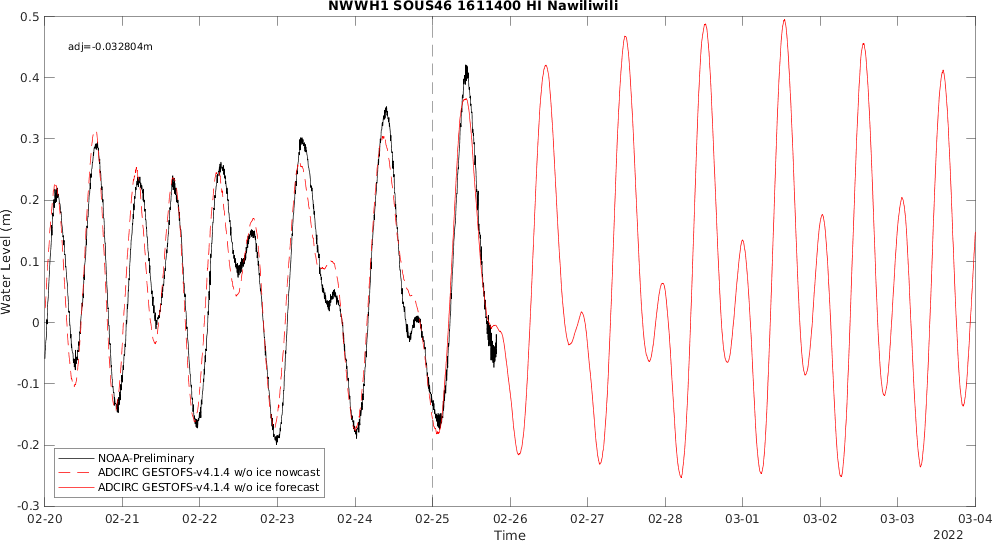 NWWH1 SOUS46 1611400 HI Nawiliwili
0.5
adj=-0.032804m
0.4
0.3
0.2
0.1
0
-0.1
-0.2
-0.3
Water Level (m)
NOAA-Preliminary
ADCIRC GESTOFS-v4.1.4 w/o ice nowcast
ADCIRC GESTOFS-v4.1.4 w/o ice forecast
02-20 02-21 02-22 02-23 02-24 02-25 02-26 02-27 02-28 03-01 03-02 03-03 03-04
Time
2022